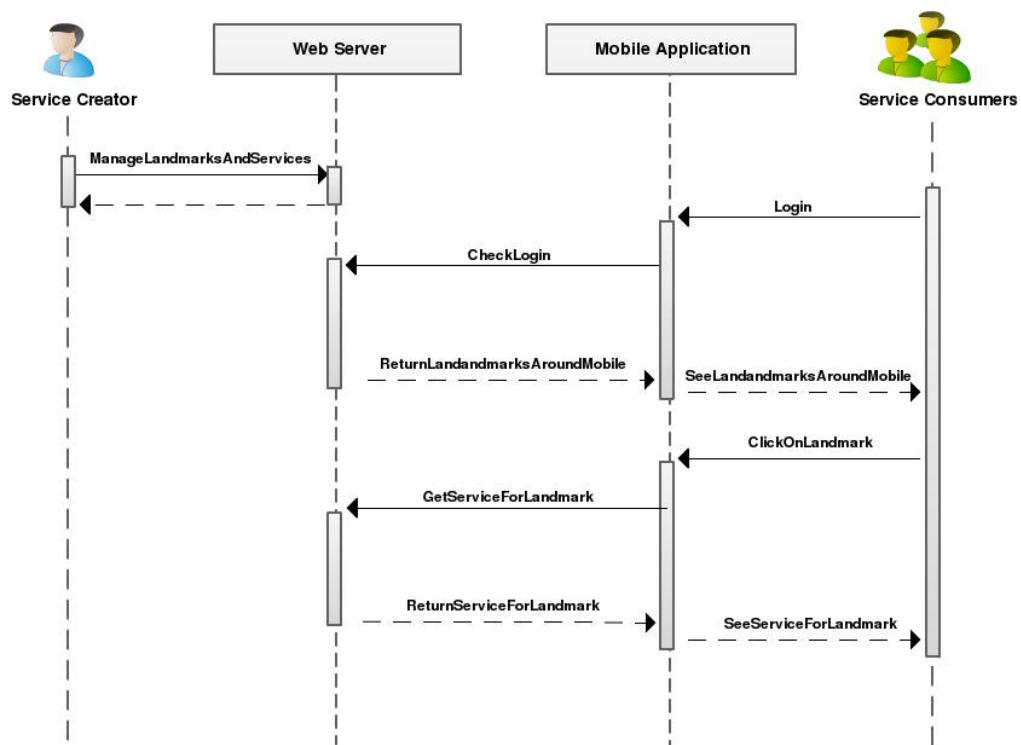 Web Server
Mobile Application
Service Creator
Service Consumers
ManageLandmarksAndServices
Login
CheckLogin
ReturnLandandmarksAroundMobile
SeeLandandmarksAroundMobile
ClickOnLandmark
GetServiceForLandmark
ReturnServiceForLandmark
SeeServiceForLandmark